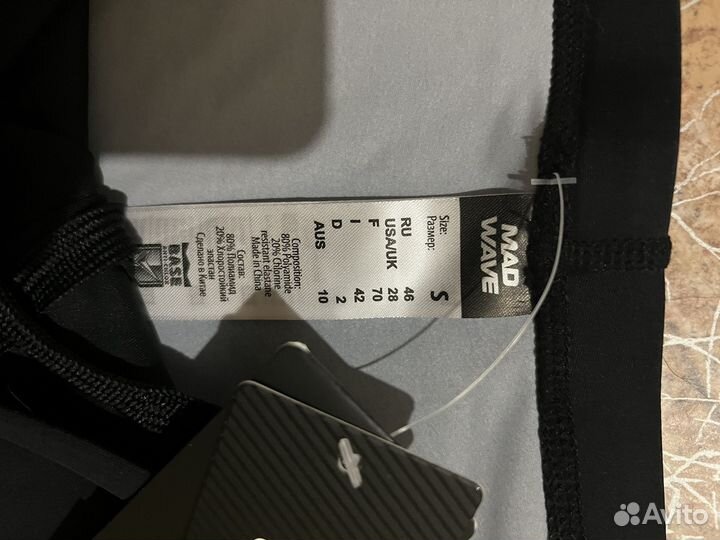 MAD
WAVE
Size:
Размер: S
RU 46
USA/UK 28
F 70
I 42
D 2
AUS 10
Composition:
80% Polyamide
20% Chlorine
resistant elastane
Made in China
Состав:
80% Полиамид
20% Хлоростойкий
эластан
Сделано в Китае
BASE
Avito